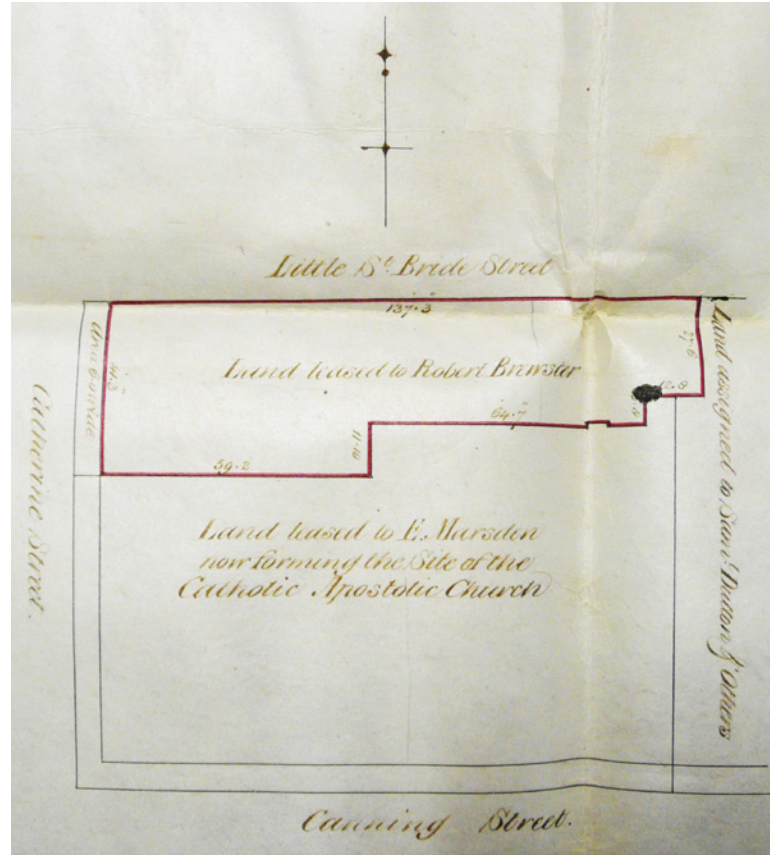 Little St. Bride Street
137.3
27.6
Land leased to Robert Brewster
12.8
64.7
11.10
59.2
Catherine Street.
Land assigned to Saml. Dutton & Others
Land leased to E. Marsden
now forming the Site of the
Catholic Apostolic Church
Canning Street.